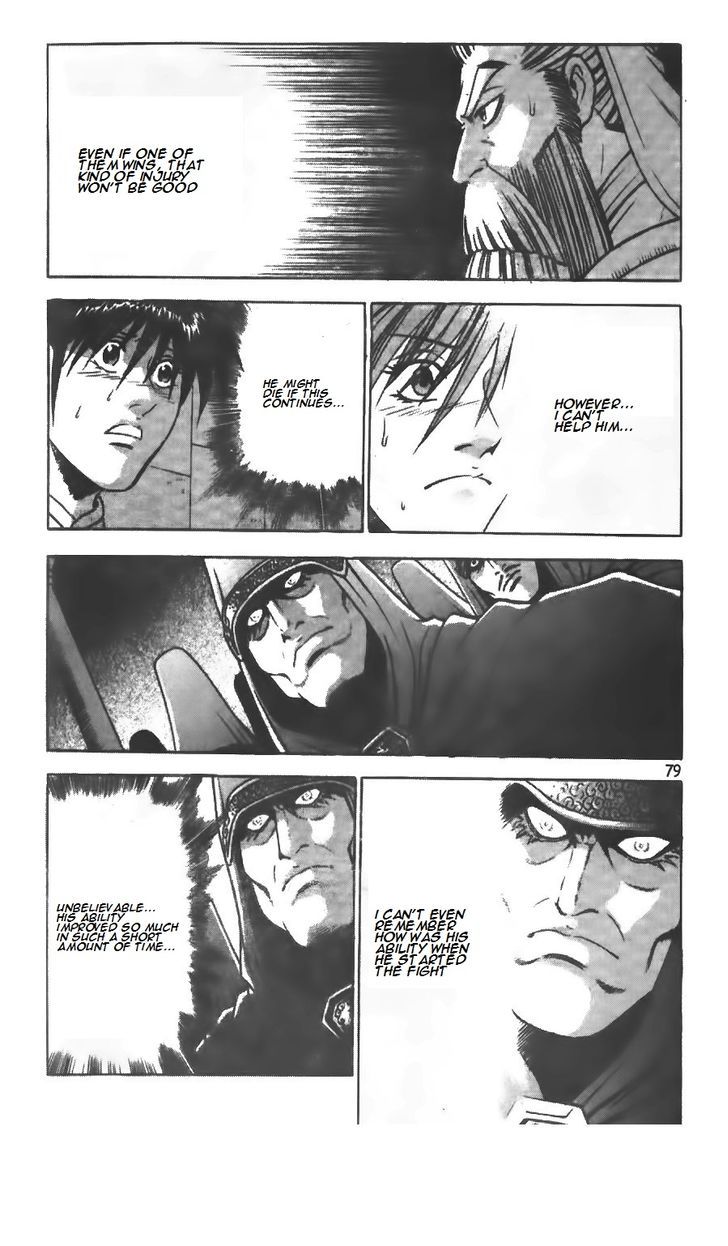 EVEN IF ONE OF
THEM WINS, THAT
KIND OF INJURY
WON'T BE GOOD
HE MIGHT
DIE IF THIS
CONTINUES...
HOWEVER...
I CAN'T
HELP HIM...
79
UNBELIEVABLE...
HIS ABILITY
IMPROVED SO MUCH
IN SUCH A SHORT
AMOUNT OF TIME...
I CAN'T EVEN
REMEMBER
HOW WAS HIS
ABILITY WHEN
HE STARTED
THE FIGHT